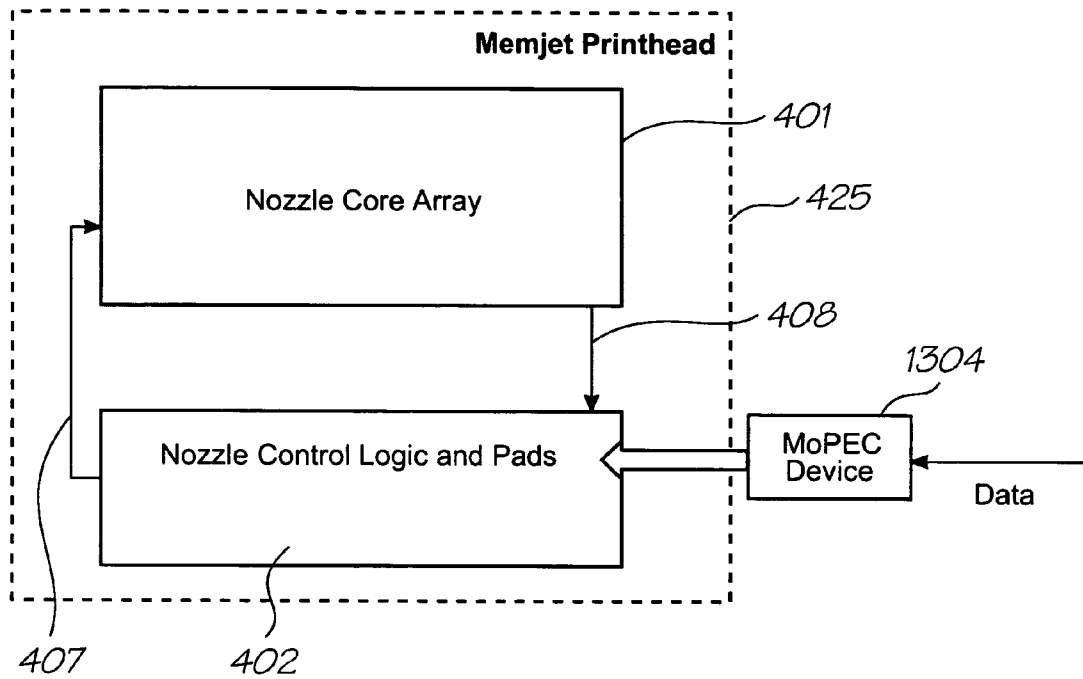 Memjet Printhead
401
Nozzle Core Array
425
408
1304
Nozzle Control Logic and Pads
MoPEC
Device
Data
407
402